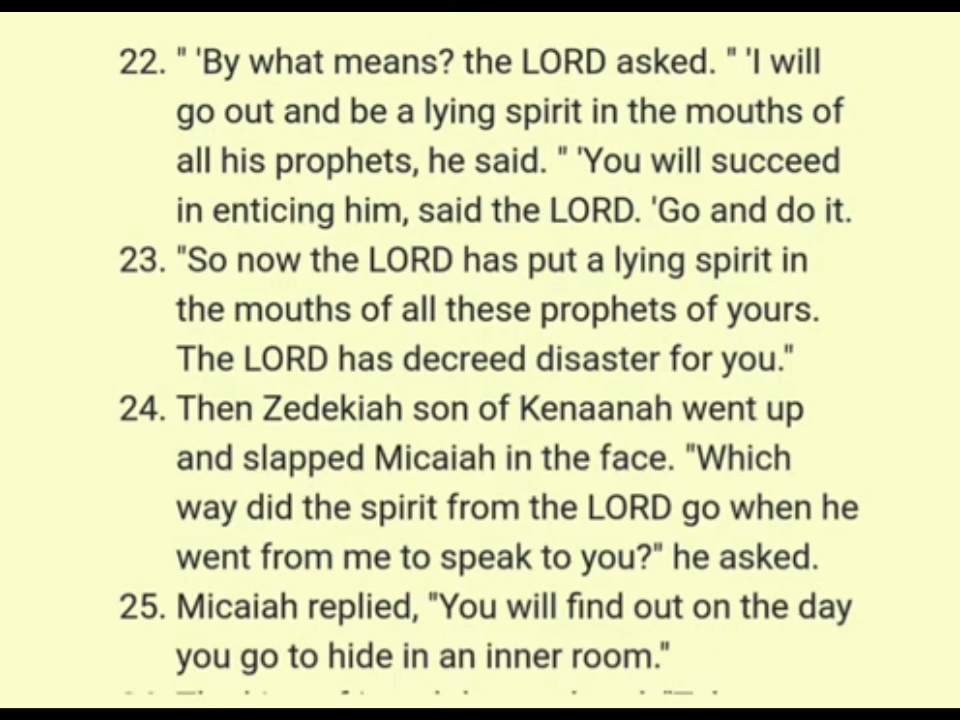 22. " 'By what means? the LORD asked. " 'I will
go out and be a lying spirit in the mouths of
all his prophets, he said. " 'You will succeed
in enticing him, said the LORD. 'Go and do it.
23. "So now the LORD has put a lying spirit in
the mouths of all these prophets of yours.
The LORD has decreed disaster for you."
24. Then Zedekiah son of Kenaanah went up
and slapped Micaiah in the face. "Which
way did the spirit from the LORD go when he
went from me to speak to you?" he asked.
25. Micaiah replied, "You will find out on the day
you go to hide in an inner room."